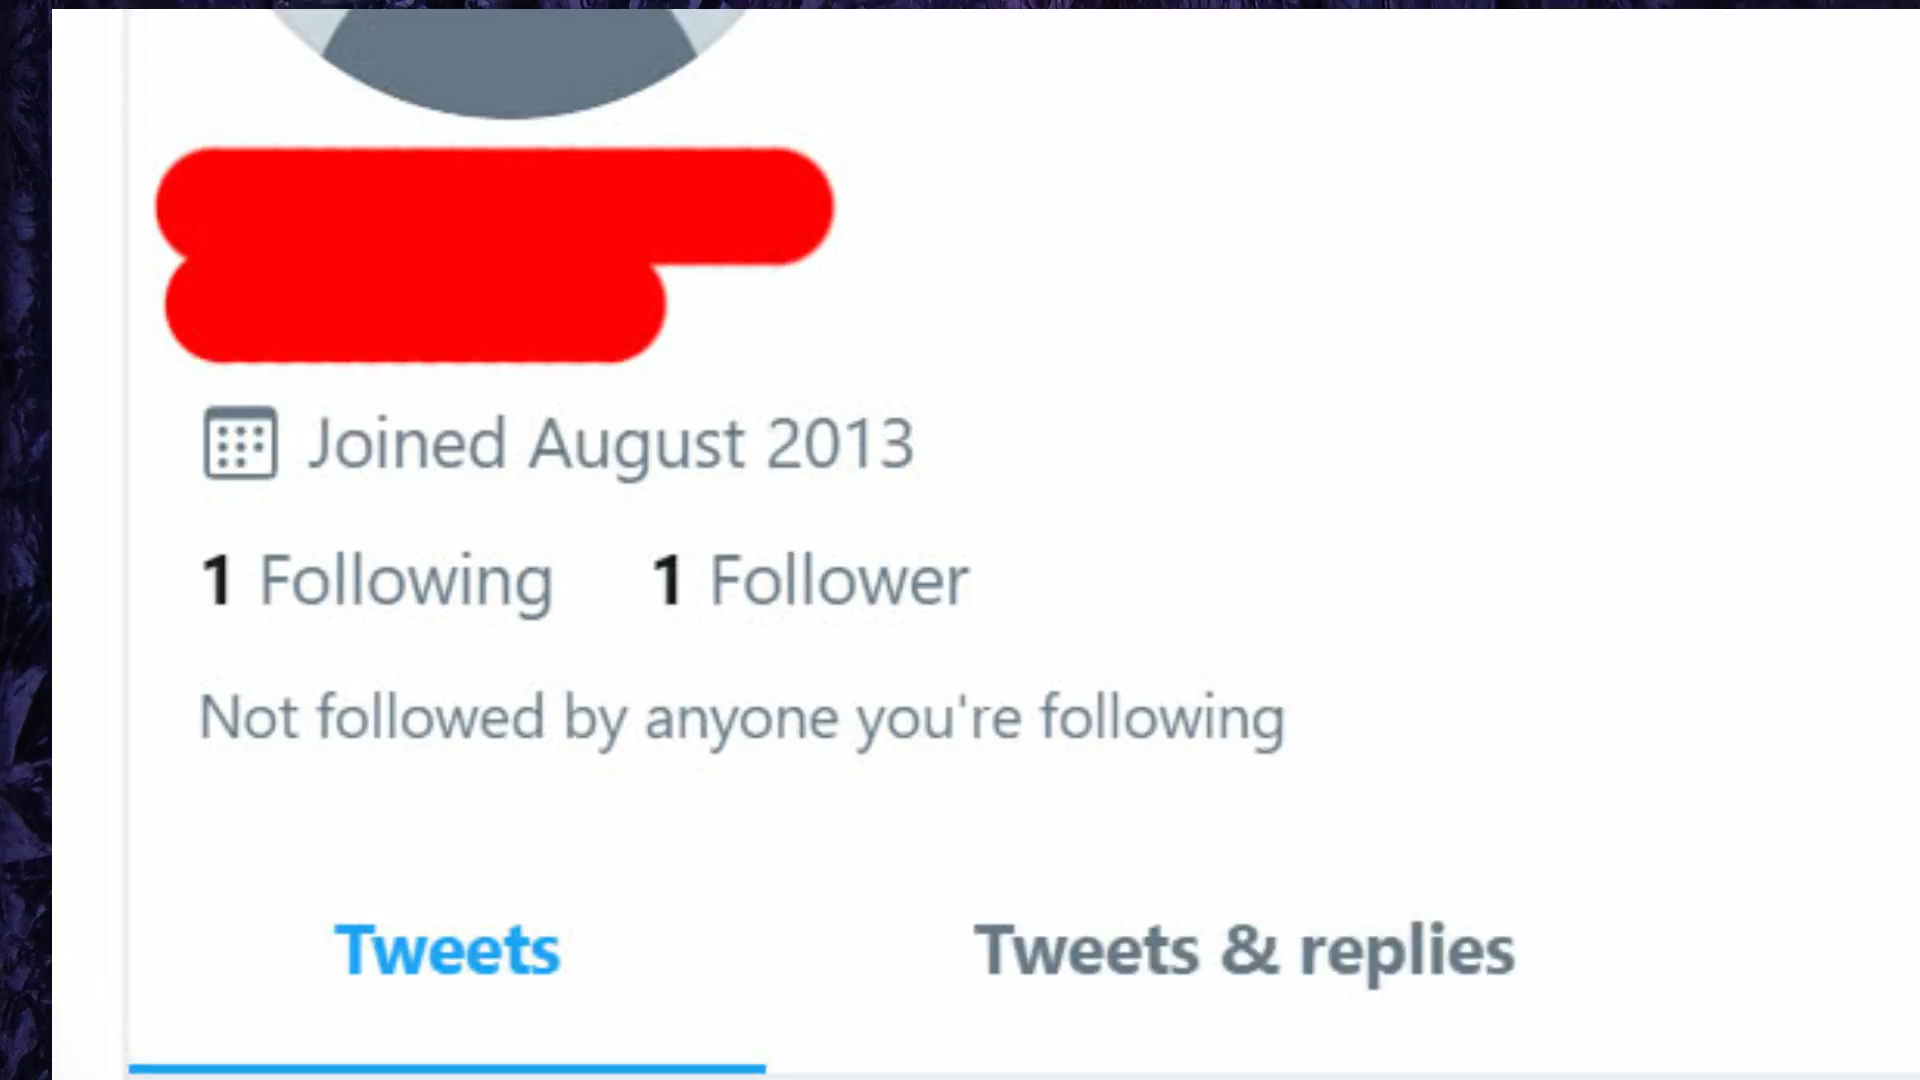 Joined August 2013
1 Following 1 Follower
Not followed by anyone you're following
Tweets Tweets & replies